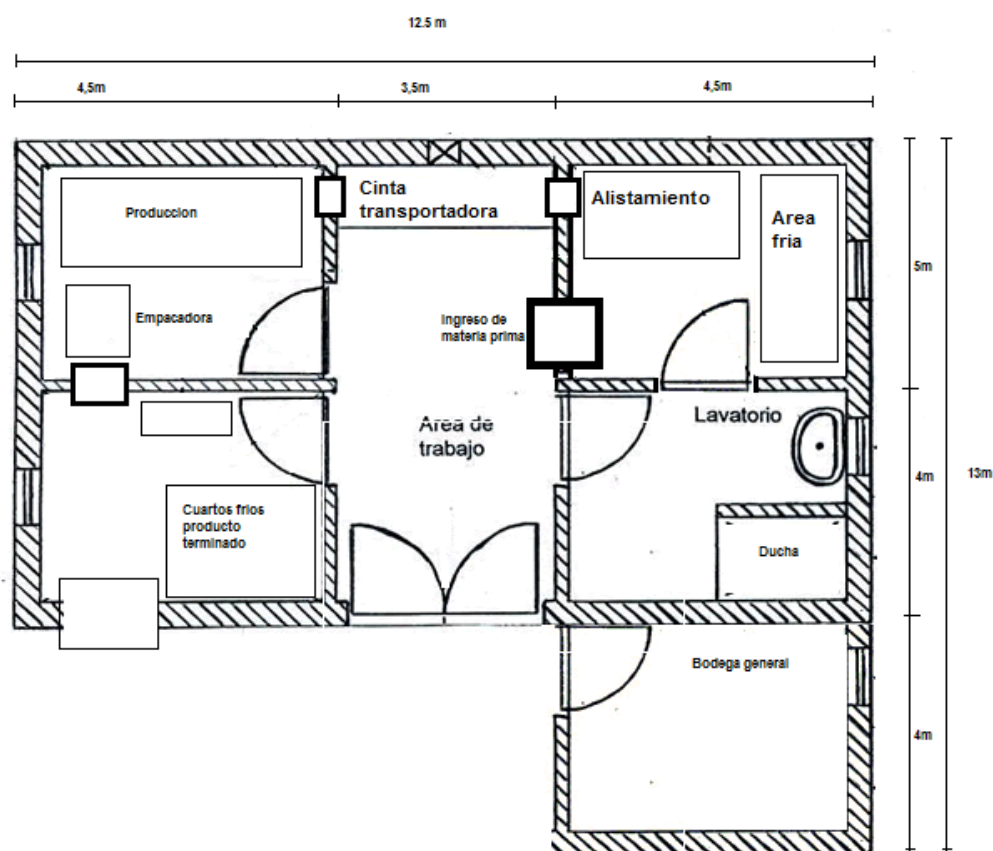 12.5 m
4,5m
3,5m
4,5m
Produccion
Cinta
transportadora
Alistamiento
Area
fria
Empacadora
Ingreso de
materia prima
5m
Area de
trabajo
Lavatorio
4m
13m
Cuartos frios
producto
terminado
Ducha
Bodega general
4m